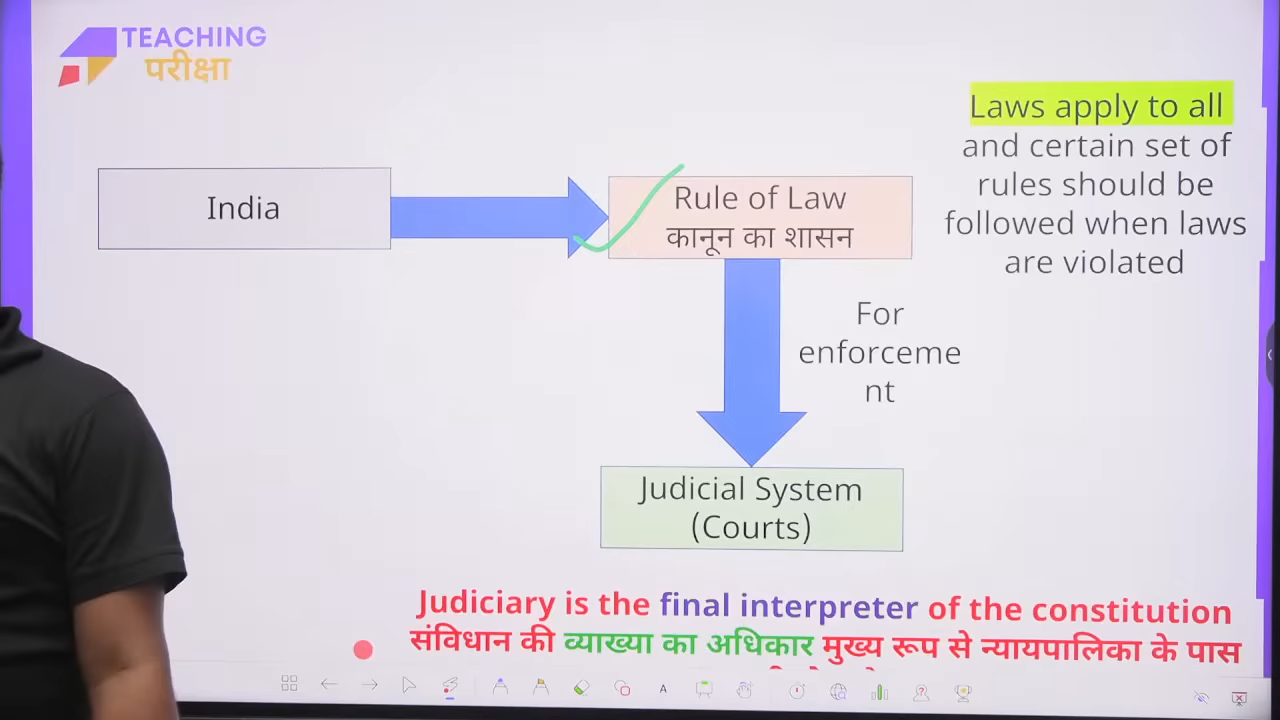 TEACHING
परीक्षा
Laws apply to all
and certain set of
rules should be
followed when laws
are violated
India
Rule of Law
कानून का शासन
For
enforceme
nt
Judicial System
(Courts)
Judiciary is the final interpreter of the constitution
संविधान की व्याख्या का अधिकार मुख्य रूप से न्यायपालिका के पास
A